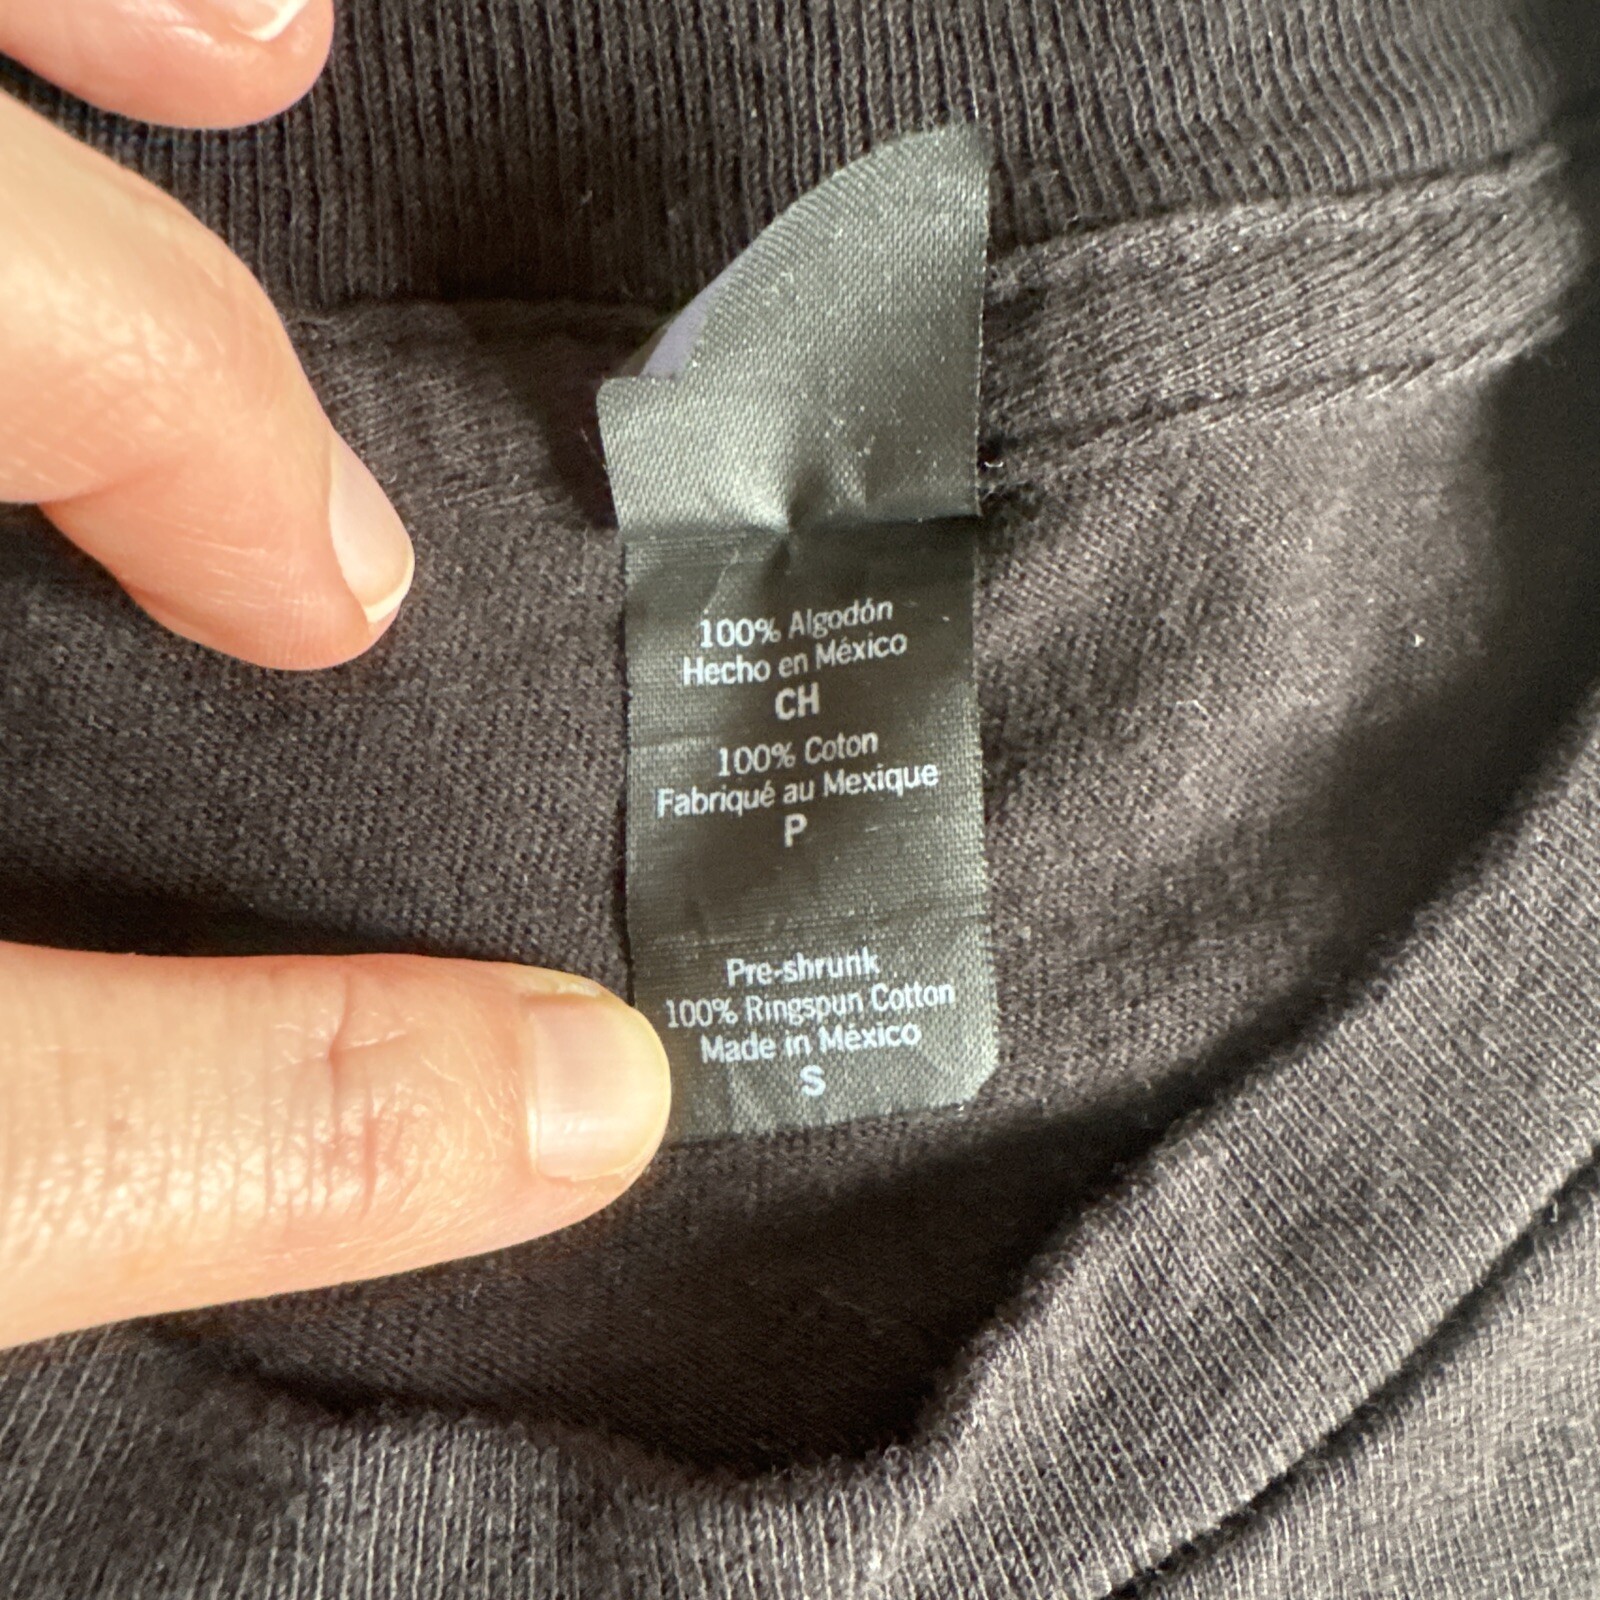 100% Algodón
Hecho en México
CH
100% Coton
Fabriqué au Mexique
P
Pre-shrunk
100% Ringspun Cotton
Made in México
S